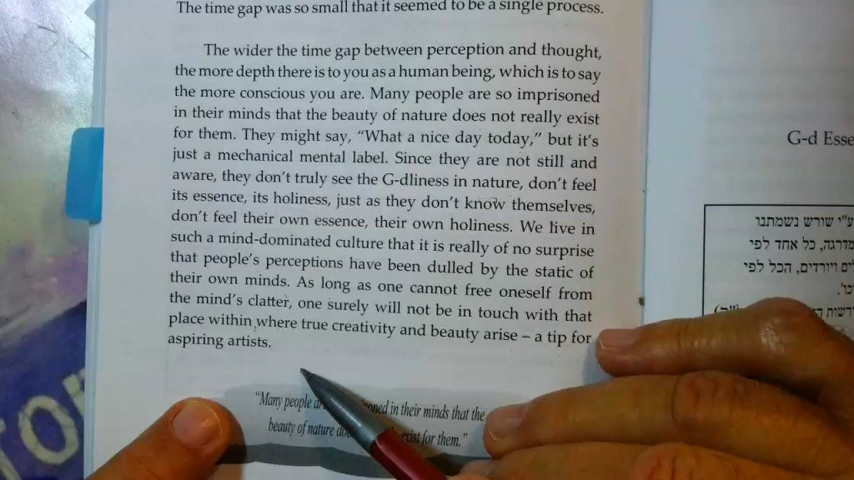 The time gap was so small that it seemed to be a single process.
The wider the time gap between perception and thought,
the more depth there is to you as a human being, which is to say
the more conscious you are. Many people are so imprisoned
in their minds that the beauty of nature does not really exist
for them. They might say, “What a nice day today,” but it’s
just a mechanical mental label. Since they are not still and
aware, they don’t truly see the G-dliness in nature, don’t feel
its essence, its holiness, just as they don’t know themselves,
don’t feel their own essence, their own holiness. We live in
such a mind-dominated culture that it is really of no surprise
that people’s perceptions have been dulled by the static of
their own minds. As long as one cannot free oneself from
the mind’s clatter, one surely will not be in touch with that
place within where true creativity and beauty arise – a tip for
aspiring artists.
“Many people in their minds that the
beauty of nature for them.”
G-d Esse
ע"י שורש נשמתנו
מדרגה, כל אחד לפי
ויורדים, הכל לפי